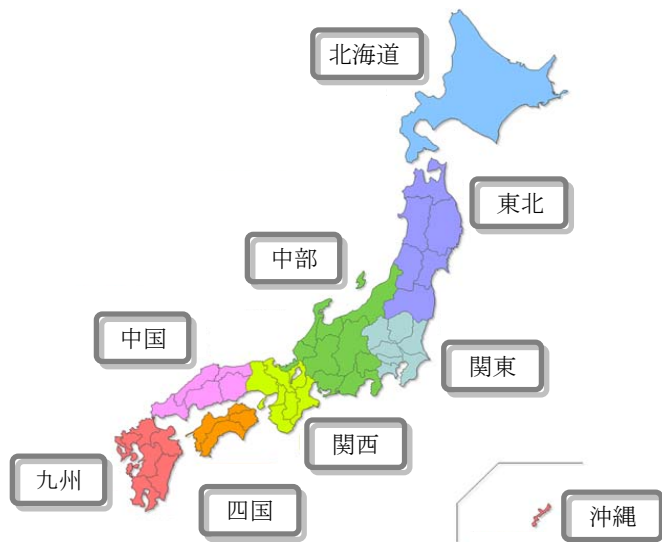 北海道
東北
中部
中国
関東
関西
九州
四国
沖縄